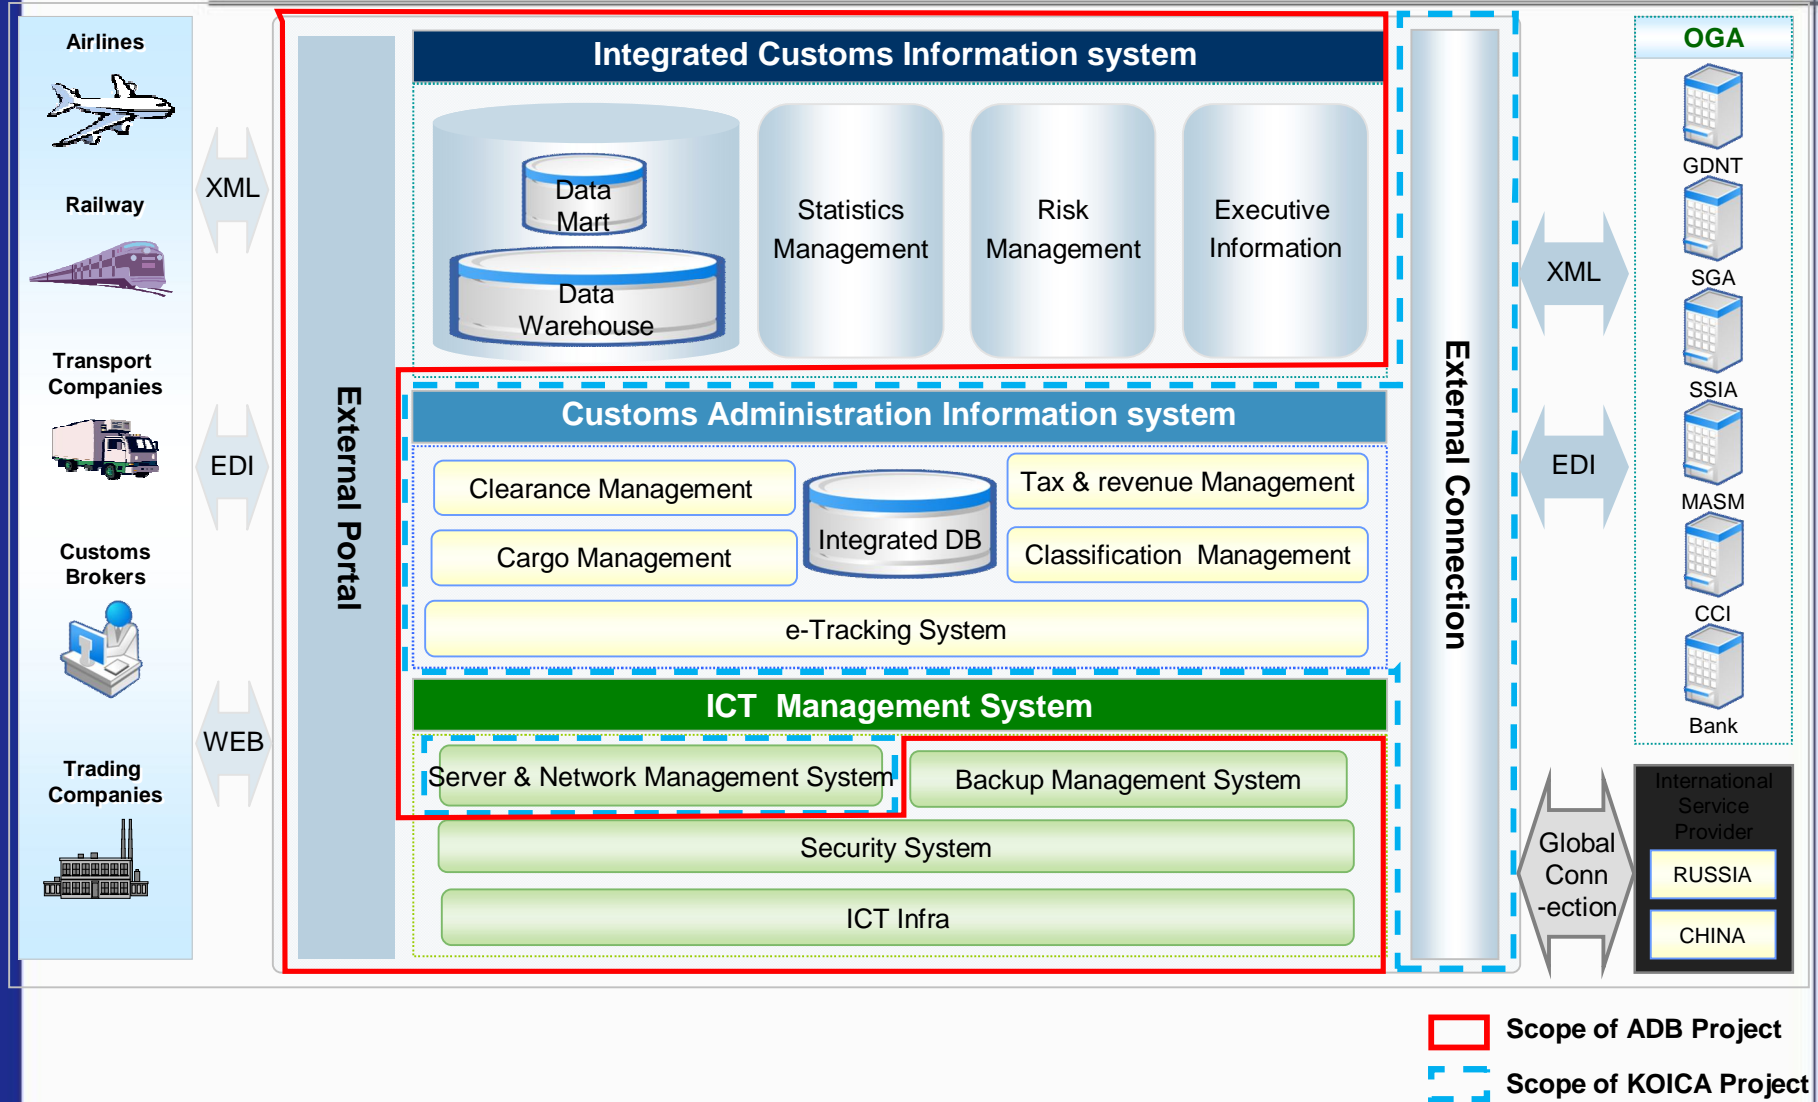 Airlines
Railway
Transport
Companies
Customs
Brokers
Trading
Companies
XML
EDI
WEB
External Portal
Integrated Customs Information system
Data
Mart
Data
Warehouse
Statistics
Management
Risk
Management
Executive
Information
Customs Administration Information system
Clearance Management
Cargo Management
Integrated DB
Tax & revenue Management
Classification Management
e-Tracking System
ICT Management System
Server & Network Management System
Backup Management System
Security System
ICT Infra
External Connection
XML
EDI
Global
Conn
-ection
OGA
GDNT
SGA
SSIA
MASM
CCI
Bank
International
Service
Provider
RUSSIA
CHINA
Scope of ADB Project
Scope of KOICA Project